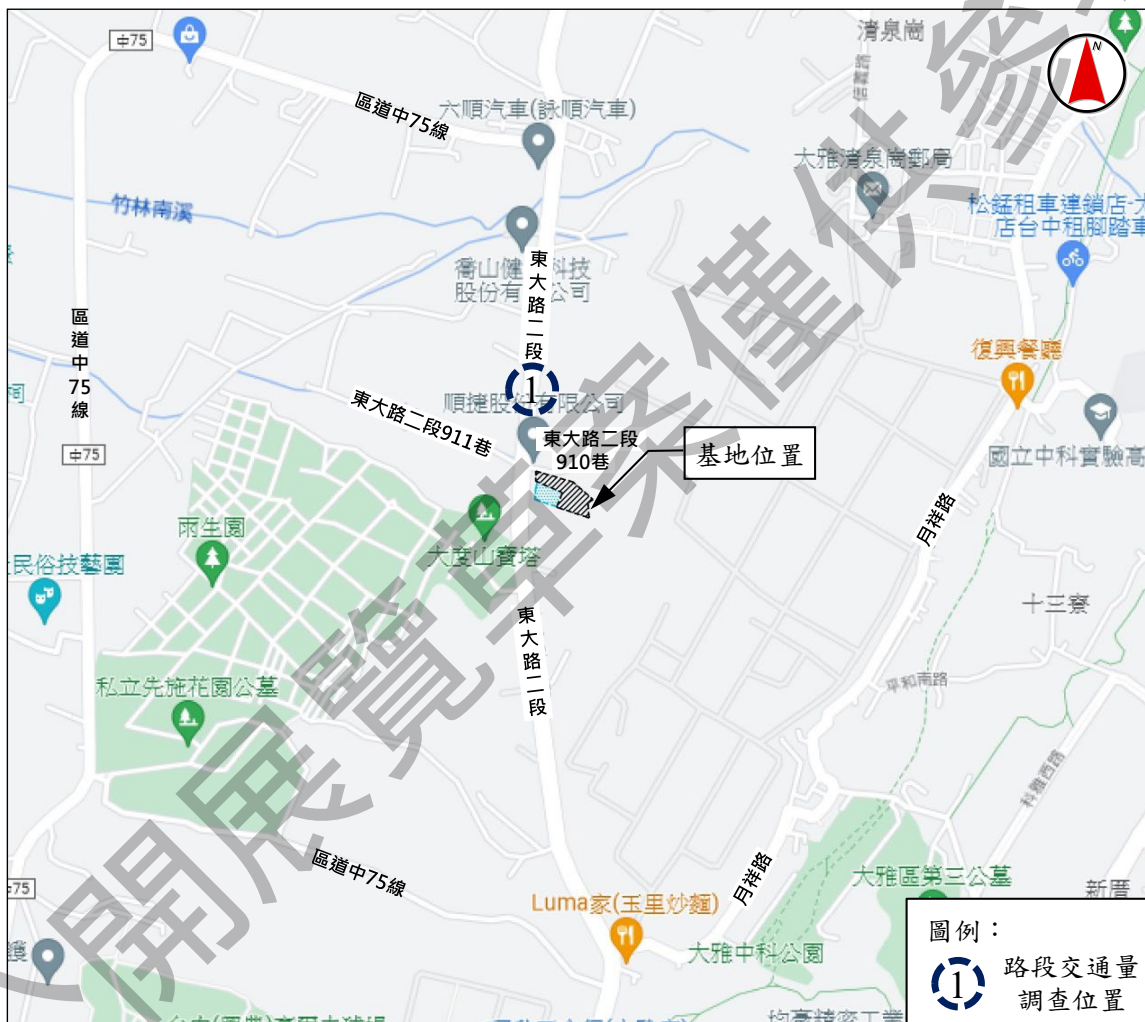 中75
清泉崗
N
信義路
區道中75線
六順汽車(詠順汽車)
大雅清泉崗郵局
竹林南溪
松錳租車連鎖店-大
店台中租腳踏車
東大路二段
喬山健
科技
股份有
公司
區道中75線
復興餐廳
1
順捷股份有限公司
東大路二段911巷
東大路二段
910巷
基地位置
中75
國立中科實驗高
雨生園
大度山寶塔
月祥路
民俗技藝園
十三寮
東大路二段
平和南路
私立先施花園公墓
科雅西路
區道中75線
月祥路
大雅區第三公墓
中75
新厝
Luma家(玉里炒麵)
大雅中科公園
圖例：
1
路段交通量
調查位置
開展覽草案僅供參